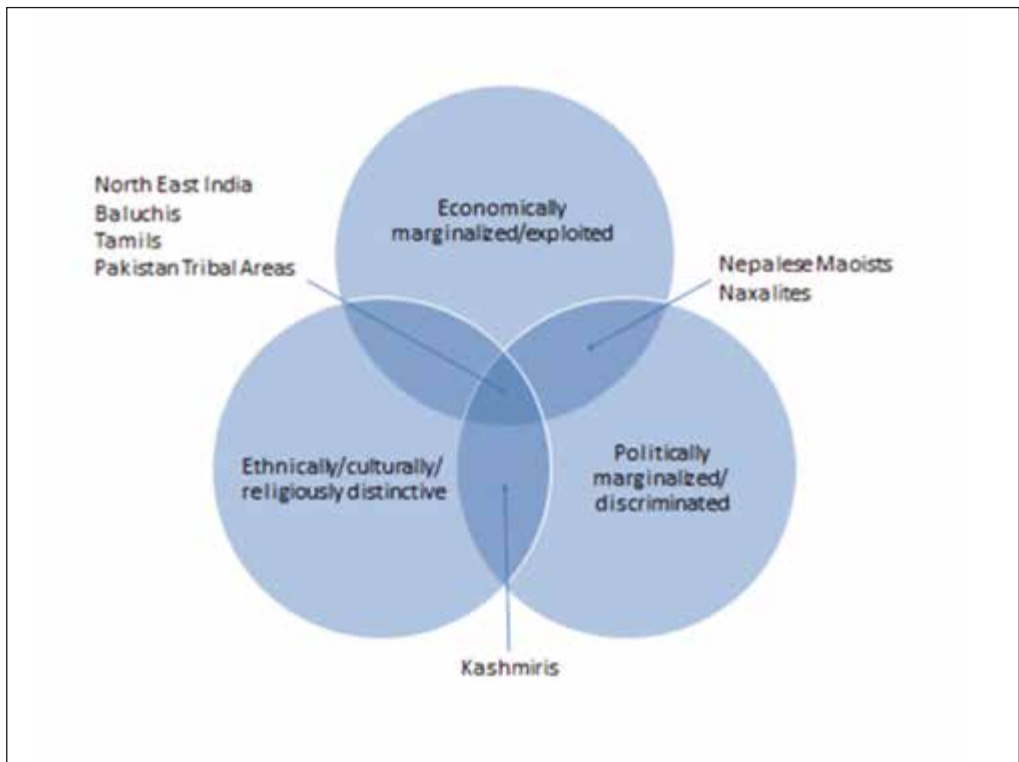 Economically
marginalized/exploited
North East India
Baluchis
Tamils
Pakistan Tribal Areas
Nepalese Maoists
Naxalites
Ethnically/culturally/
religiously distinctive
Politically
marginalized/
discriminated
Kashmiris